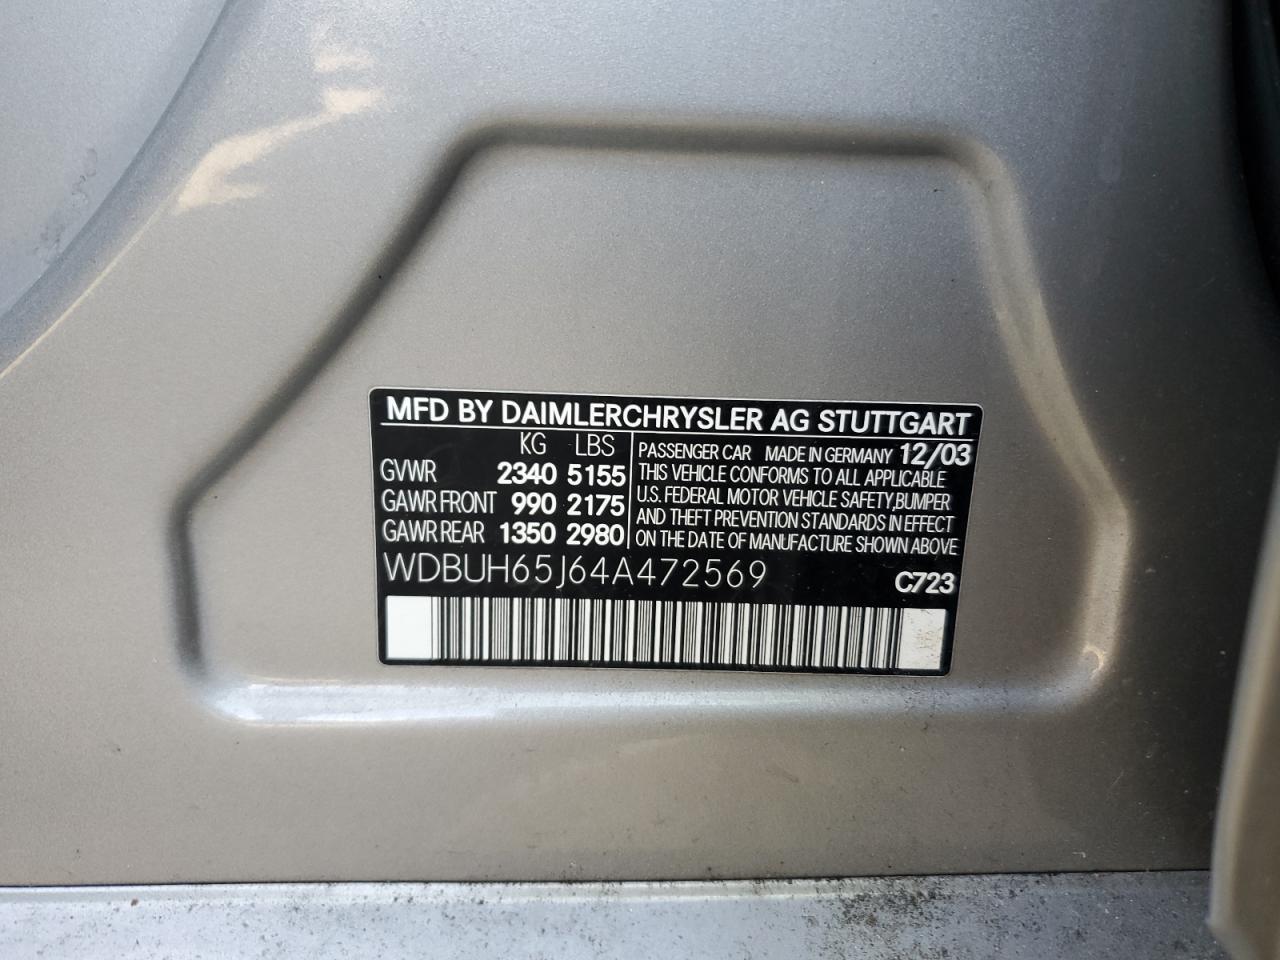 MFD BY DAIMLERCHRYSLER AG STUTTGART
KG LBS
GVWR 2340 5155
GAWR FRONT 990 2175
GAWR REAR 1350 2980
PASSENGER CAR MADE IN GERMANY 12/03
THIS VEHICLE CONFORMS TO ALL APPLICABLE
U.S. FEDERAL MOTOR VEHICLE SAFETY,BUMPER
AND THEFT PREVENTION STANDARDS IN EFFECT
ON THE DATE OF MANUFACTURE SHOWN ABOVE
WDBUH65J64A472569 C723